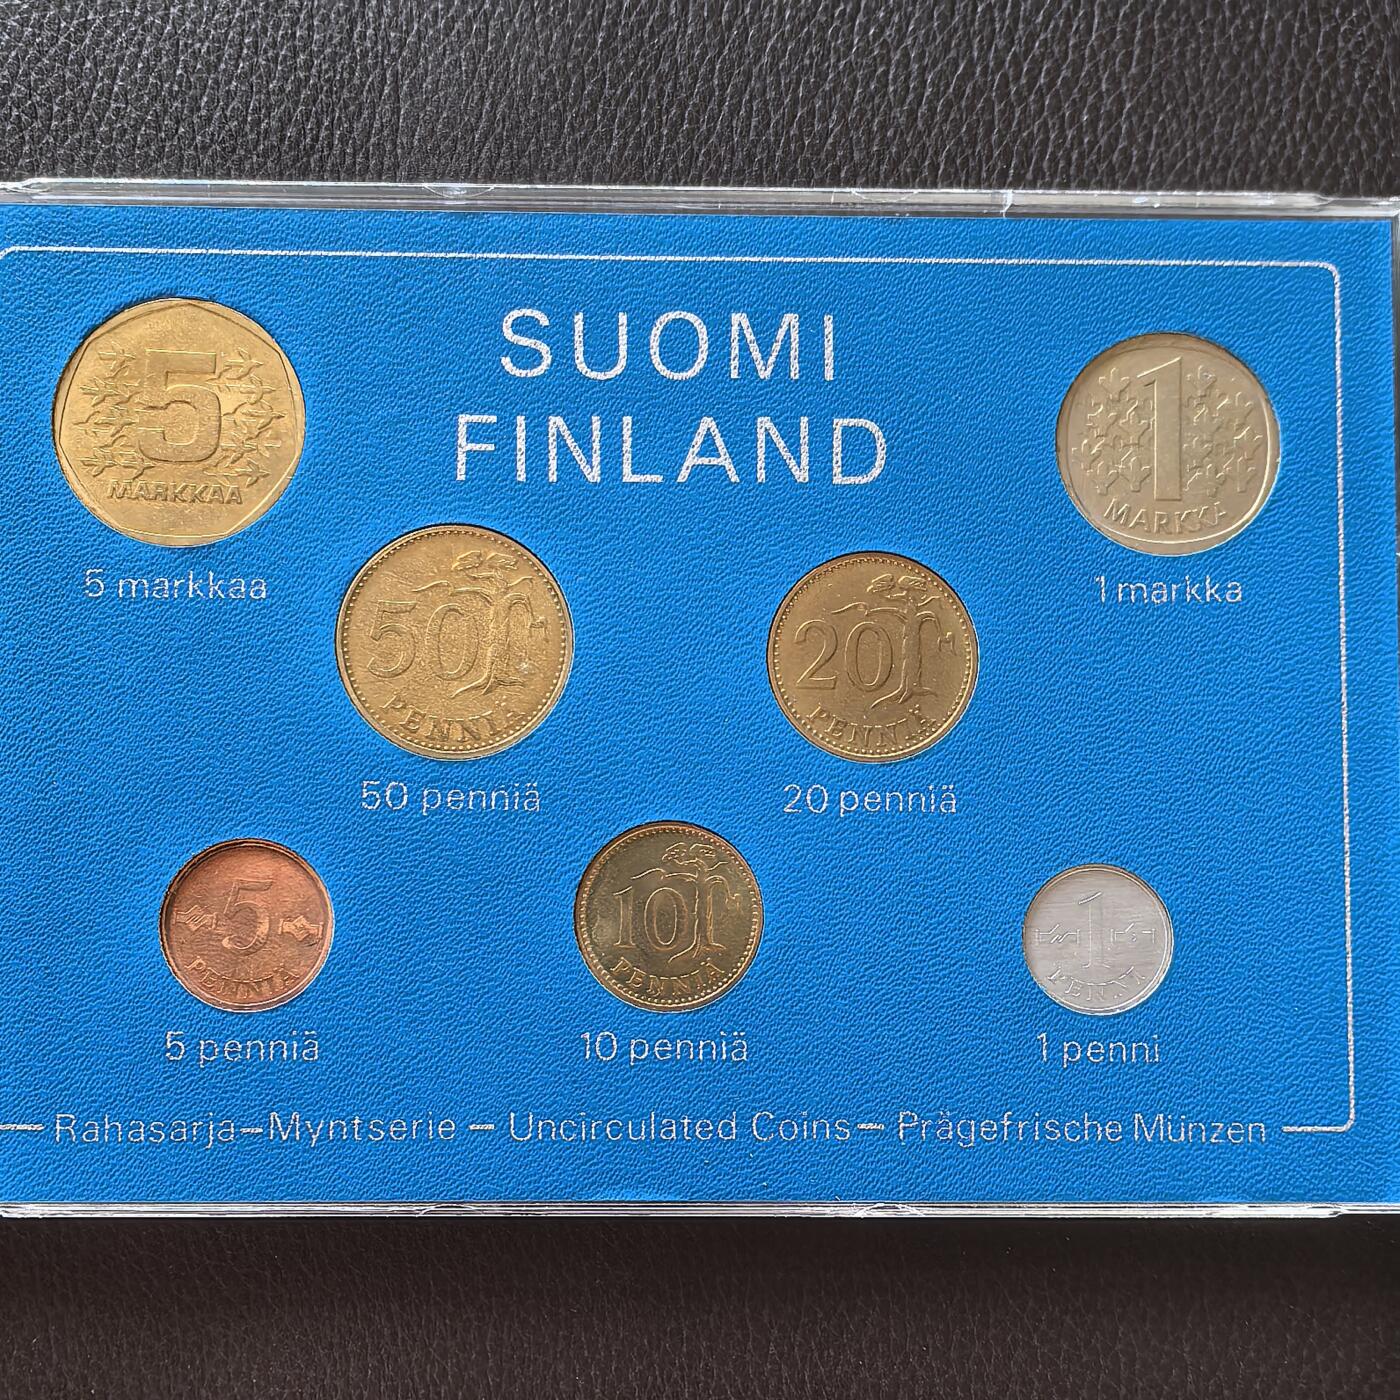 SUOMI
FINLAND
5
MARKKAA
5 markkaa
1
MARKKA
1 markka
50
PENNIÄ
50 penniä
20
PENNIÄ
20 penniä
5
PENNIÄ
5 penniä
10
PENNIÄ
10 penniä
1
PENNI
1 penni
Rahasarja—Myntserie — Uncirculated Coins — Prägefrische Münzen